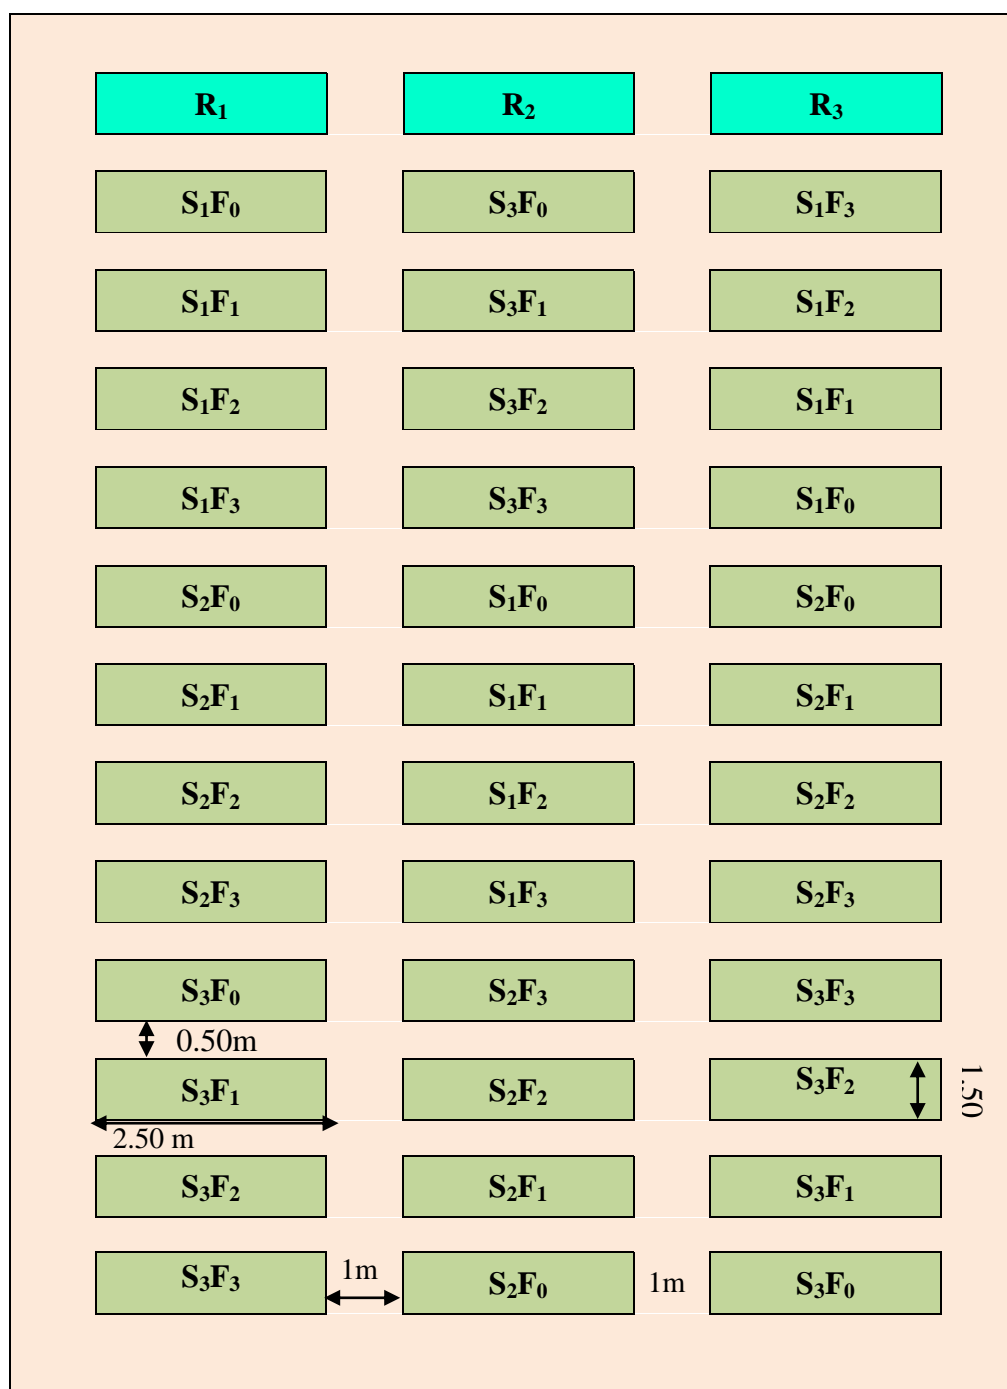 R₁ R₂ R₃
S₁F₀ S₃F₀ S₁F₃
S₁F₁ S₃F₁ S₁F₂
S₁F₂ S₃F₂ S₁F₁
S₁F₃ S₃F₃ S₁F₀
S₂F₀ S₁F₀ S₂F₀
S₂F₁ S₁F₁ S₂F₁
S₂F₂ S₁F₂ S₂F₂
S₂F₃ S₁F₃ S₂F₃
S₃F₀ S₂F₃ S₃F₃
0.50m
S₃F₁ S₂F₂ S₃F₂ 1.50
2.50 m
S₃F₂ S₂F₁ S₃F₁
S₃F₃ 1m S₂F₀ 1m S₃F₀